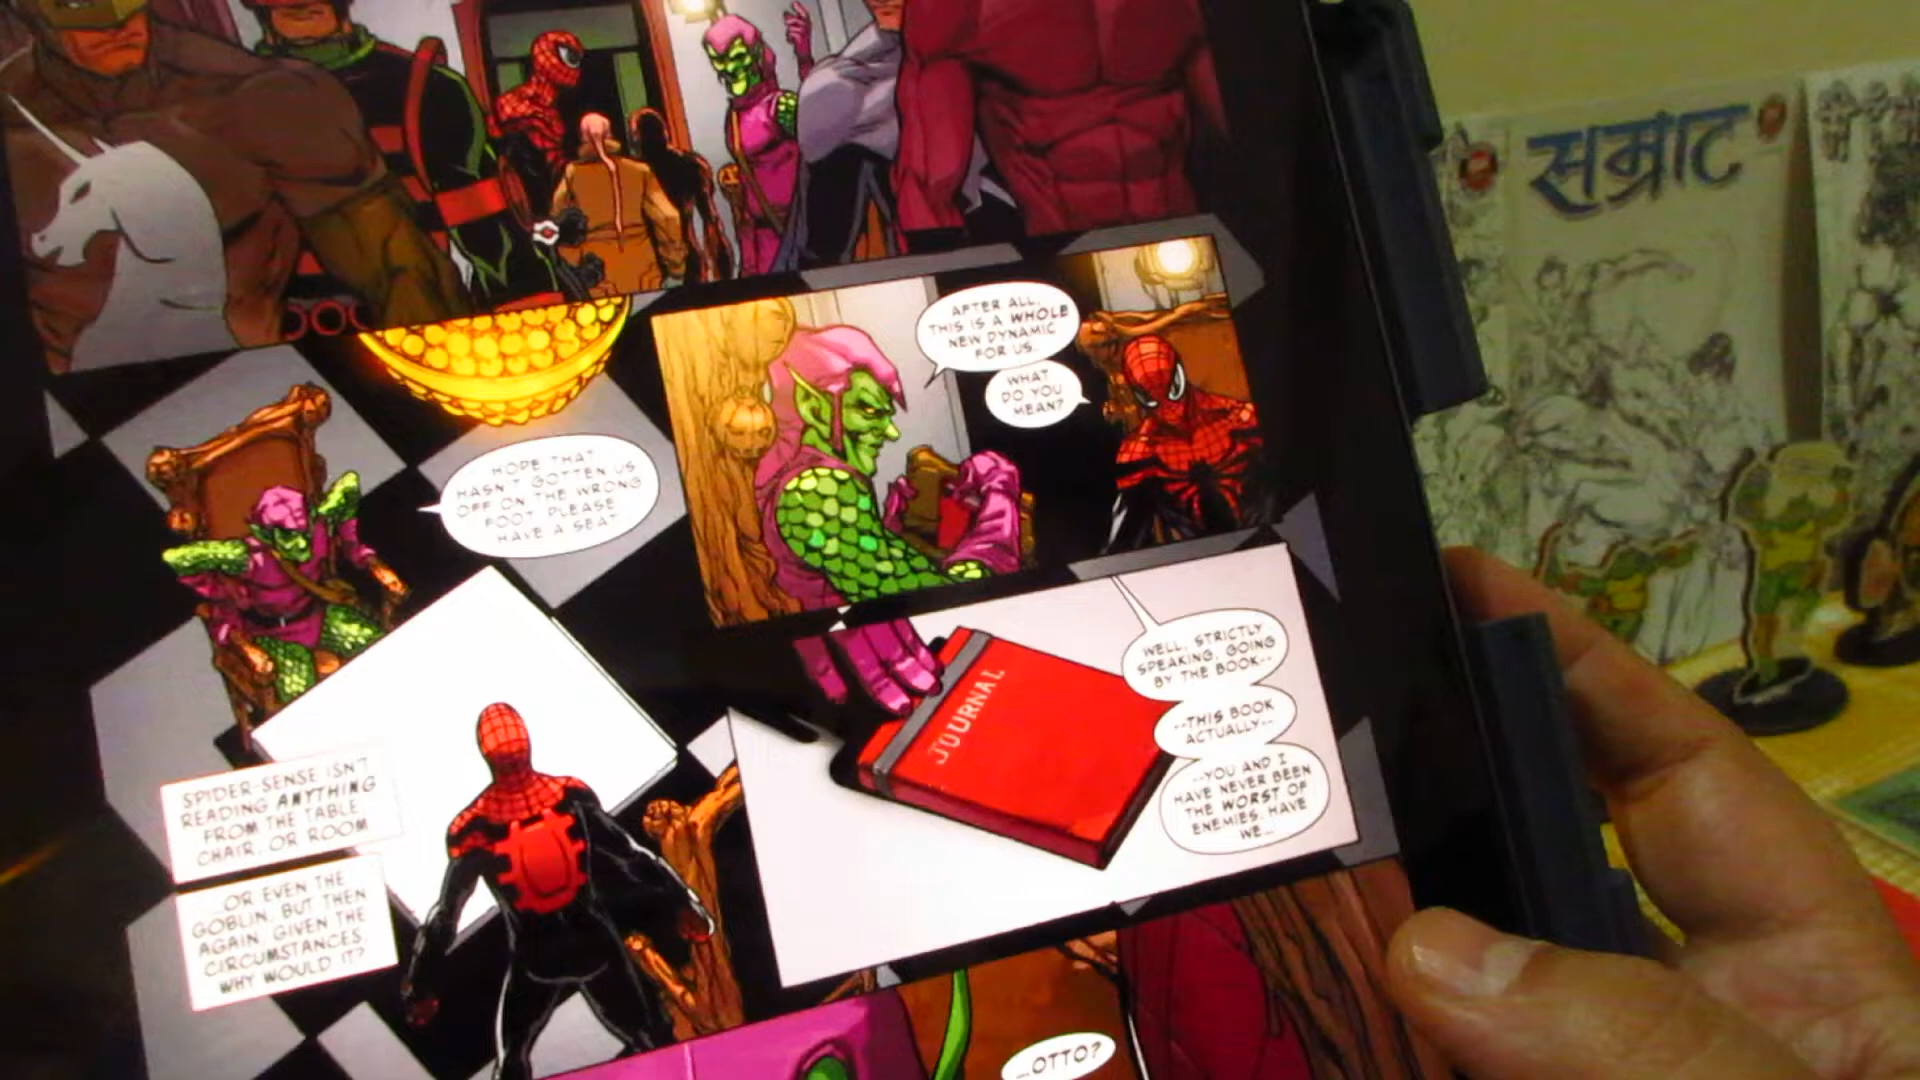 सम्राट
AFTER ALL,
THIS IS A WHOLE
NEW DYNAMIC
FOR US...
WHAT
DO YOU
MEAN?
HOPE THAT
HASN'T GOTTEN US
OFF ON THE WRONG
FOOT. PLEASE
HAVE A SEAT.
JOURNAL
WELL, STRICTLY
SPEAKING, GOING
BY THE BOOK--
--THIS BOOK
ACTUALLY--
--YOU AND I
HAVE NEVER BEEN
THE WORST OF
ENEMIES. HAVE
WE...
SPIDER-SENSE ISN'T
READING ANYTHING
FROM THE TABLE,
CHAIR, OR ROOM
...OR EVEN THE
GOBLIN. BUT THEN
AGAIN, GIVEN THE
CIRCUMSTANCES,
WHY WOULD IT?
...OTTO?